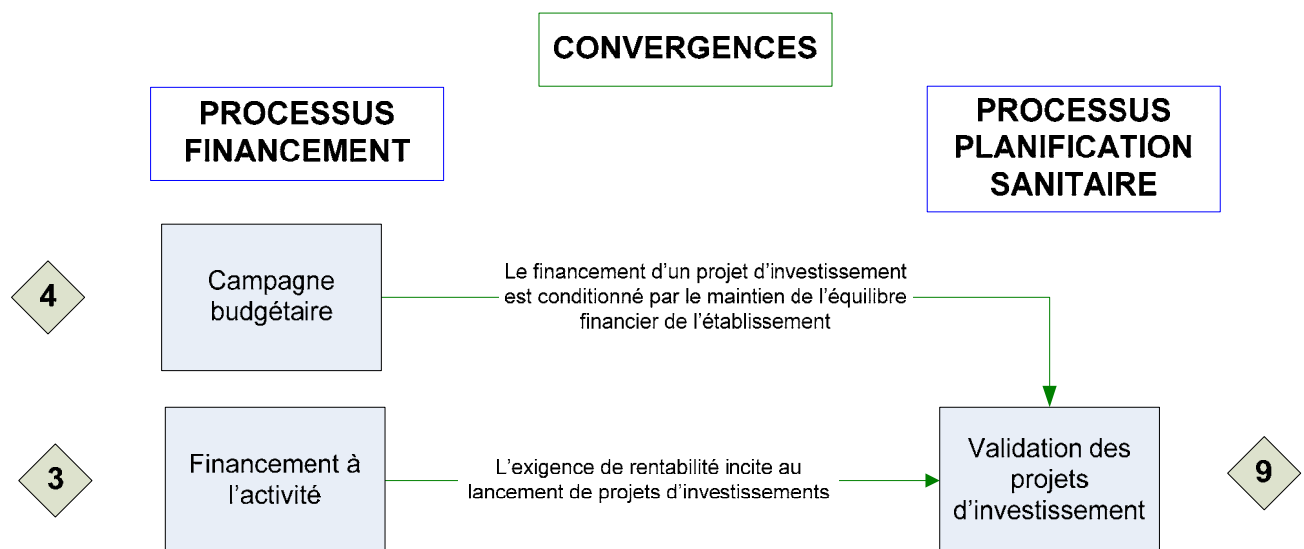 CONVERGENCES
PROCESSUS
FINANCEMENT
PROCESSUS
PLANIFICATION
SANITAIRE
4
Campagne
budgétaire
Le financement d’un projet d’investissement
est conditionné par le maintien de l’équilibre
financier de l’établissement
3
Financement à
l’activité
L’exigence de rentabilité incite au
lancement de projets d’investissements
Validation des
projets
d’investissement
9